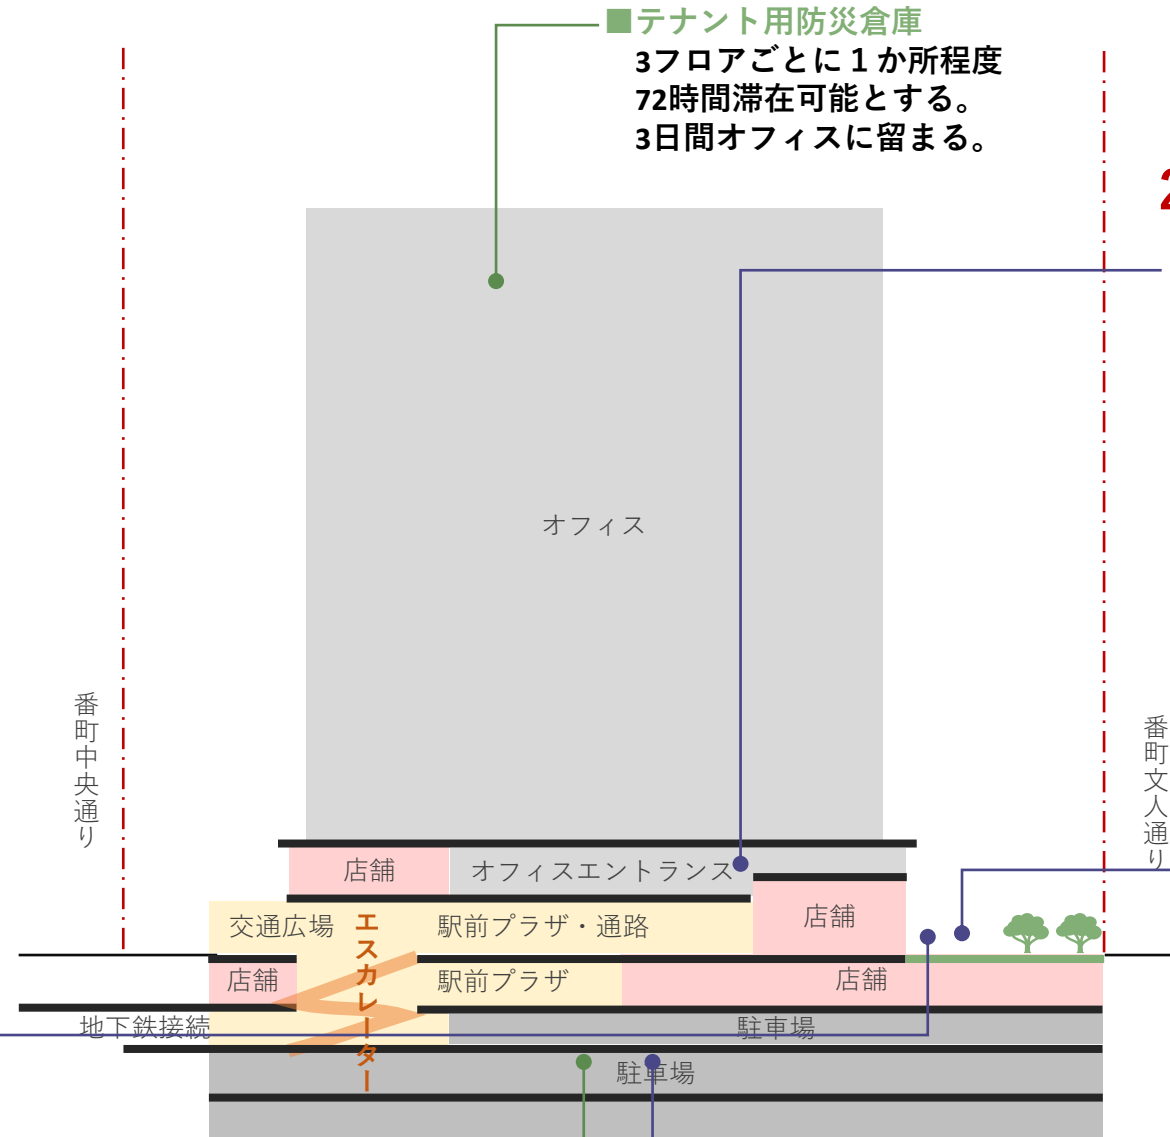 ■テナント用防災倉庫
3フロアごとに１か所程度
72時間滞在可能とする。
3日間オフィスに留まる。
2
オフィス
番町中央通り
番町文人通り
店舗
オフィスエントランス
交通広場
エスカレーター
駅前プラザ・通路
店舗
店舗
駅前プラザ
店舗
地下鉄接続
駐車場
駐車場